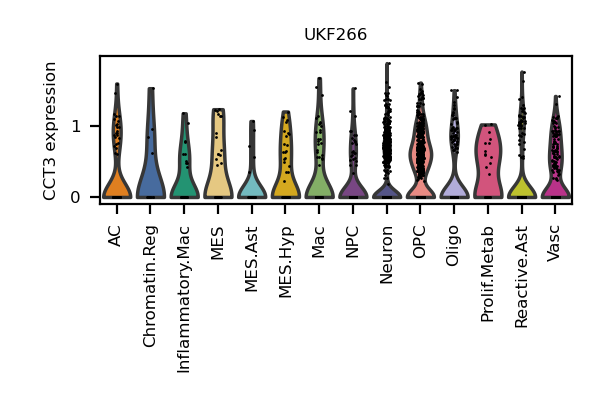 UKF266
CCT3 expression
1
0
AC
Chromatin.Reg
Inflammatory.Mac
MES
MES.Ast
MES.Hyp
Mac
NPC
Neuron
OPC
Oligo
Prolif.Metab
Reactive.Ast
Vasc